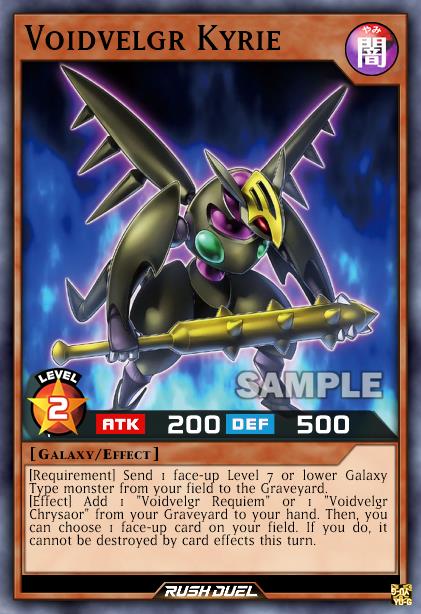 Voidvelgr Kyrie
やみ
闇
SAMPLE
LEVEL
2
ATK 200 DEF 500
[ Galaxy/Effect ]
[Requirement] Send 1 face-up Level 7 or lower Galaxy
Type monster from your field to the Graveyard.
[Effect] Add 1 "Voidvelgr Requiem" or 1 "Voidvelgr
Chrysaor" from your Graveyard to your hand. Then, you
can choose 1 face-up card on your field. If you do, it
cannot be destroyed by card effects this turn.
RUSH DUEL